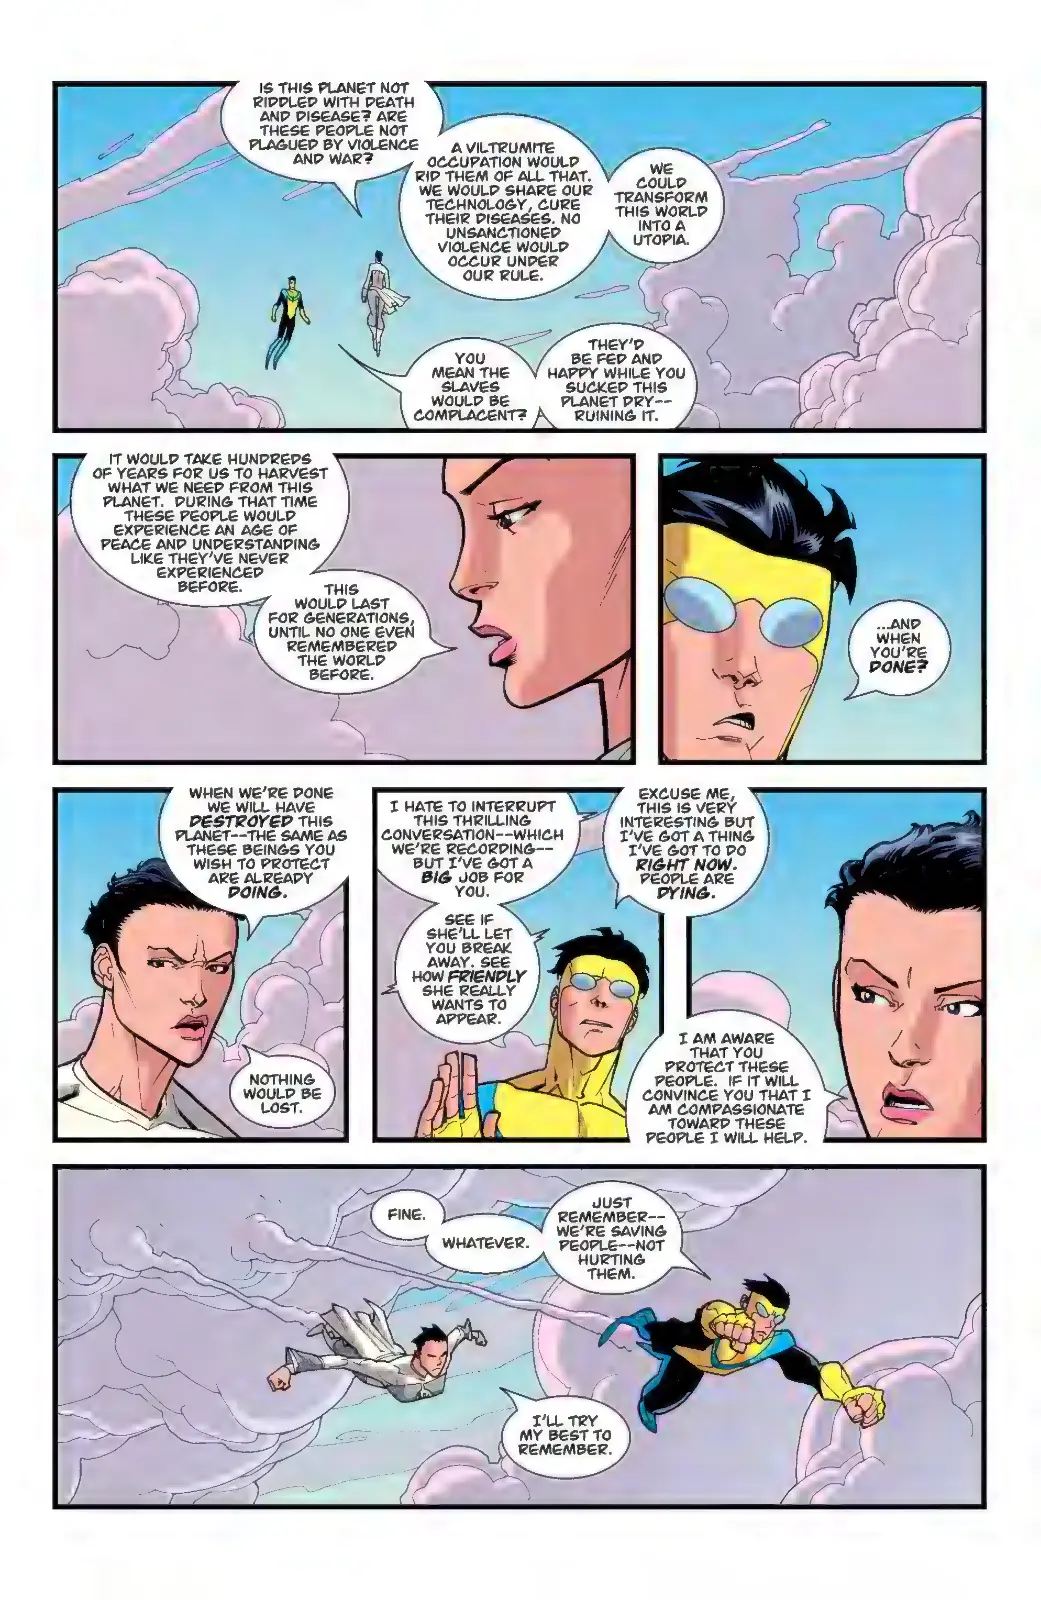 IS THIS PLANET NOT
RIDDLED WITH DEATH
AND DISEASE? ARE
THESE PEOPLE NOT
PLAGUED BY VIOLENCE
AND WAR?
A VILTRUMITE
OCCUPATION WOULD
RID THEM OF ALL THAT.
WE WOULD SHARE OUR
TECHNOLOGY, CURE
THEIR DISEASES. NO
UNSANCTIONED
VIOLENCE WOULD
OCCUR UNDER
OUR RULE.
WE
COULD
TRANSFORM
THIS WORLD
INTO A
UTOPIA.
YOU
MEAN THE
SLAVES
WOULD BE
COMPLACENT?
THEY'D
BE FED AND
HAPPY WHILE YOU
SUCKED THIS
PLANET DRY--
RUINING IT.
IT WOULD TAKE HUNDREDS
OF YEARS FOR US TO HARVEST
WHAT WE NEED FROM THIS
PLANET. DURING THAT TIME
THESE PEOPLE WOULD
EXPERIENCE AN AGE OF
PEACE AND UNDERSTANDING
LIKE THEY'VE NEVER
EXPERIENCED
BEFORE.
THIS
WOULD LAST
FOR GENERATIONS,
UNTIL NO ONE EVEN
REMEMBERED
THE WORLD
BEFORE.
...AND
WHEN
YOU'RE
DONE?
WHEN WE'RE DONE
WE WILL HAVE
DESTROYED THIS
PLANET--THE SAME AS
THESE BEINGS YOU
WISH TO PROTECT
ARE ALREADY
DOING.
NOTHING
WOULD BE
LOST.
I HATE TO INTERRUPT
THIS THRILLING
CONVERSATION--WHICH
WE'RE RECORDING--
BUT I'VE GOT A
BIG JOB FOR
YOU.
SEE IF
SHE'LL LET
YOU BREAK
AWAY. SEE
HOW FRIENDLY
SHE REALLY
WANTS TO
APPEAR.
EXCUSE ME,
THIS IS VERY
INTERESTING BUT
I'VE GOT A THING
I'VE GOT TO DO
RIGHT NOW.
PEOPLE ARE
DYING.
I AM AWARE
THAT YOU
PROTECT THESE
PEOPLE. IF IT WILL
CONVINCE YOU THAT I
AM COMPASSIONATE
TOWARD THESE
PEOPLE I WILL HELP.
FINE.
WHATEVER.
JUST
REMEMBER--
WE'RE SAVING
PEOPLE--NOT
HURTING
THEM.
I'LL TRY
MY BEST TO
REMEMBER.